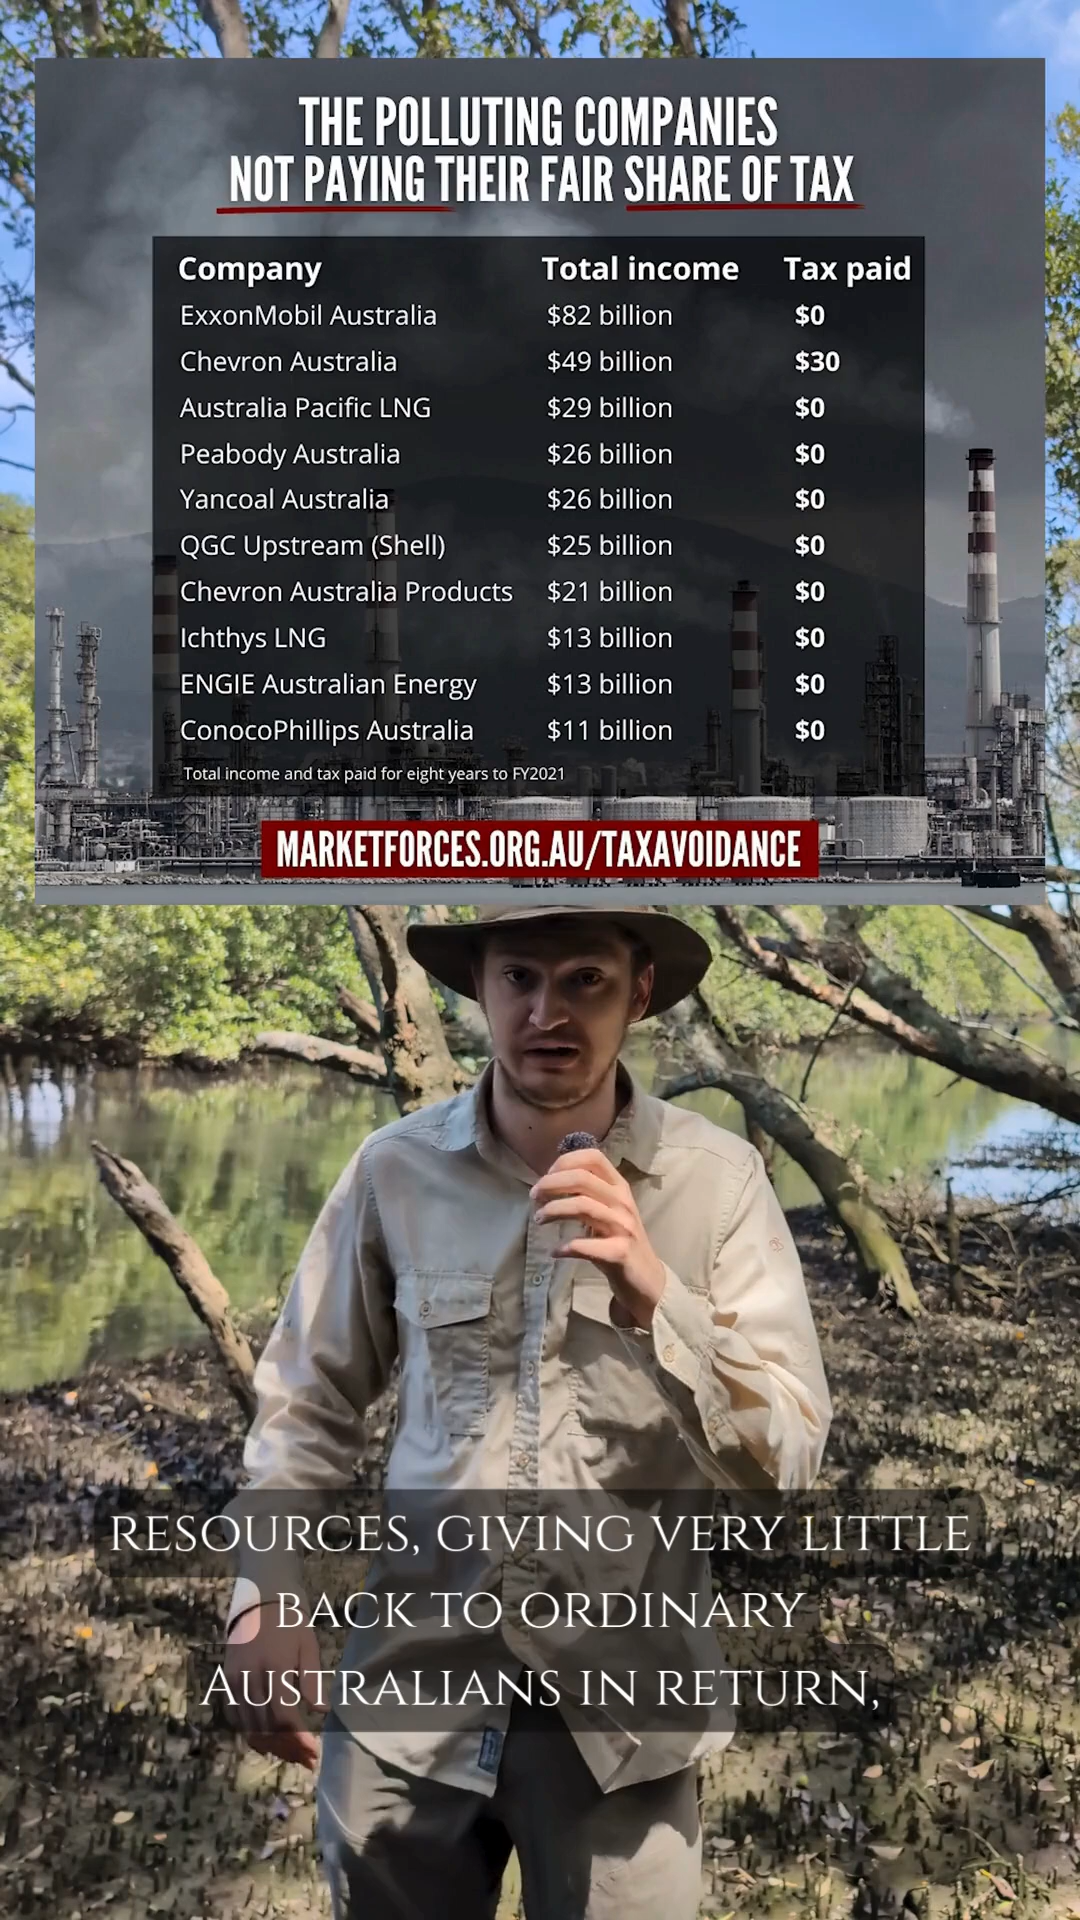 THE POLLUTING COMPANIES
NOT PAYING THEIR FAIR SHARE OF TAX
Company Total income Tax paid
ExxonMobil Australia $82 billion $0
Chevron Australia $49 billion $30
Australia Pacific LNG $29 billion $0
Peabody Australia $26 billion $0
Yancoal Australia $26 billion $0
QGC Upstream (Shell) $25 billion $0
Chevron Australia Products $21 billion $0
Ichthys LNG $13 billion $0
ENGIE Australian Energy $13 billion $0
ConocoPhillips Australia $11 billion $0
Total income and tax paid for eight years to FY2021
MARKETFORCES.ORG.AU/TAXAVOIDANCE
RESOURCES, GIVING VERY LITTLE
BACK TO ORDINARY
AUSTRALIANS IN RETURN,